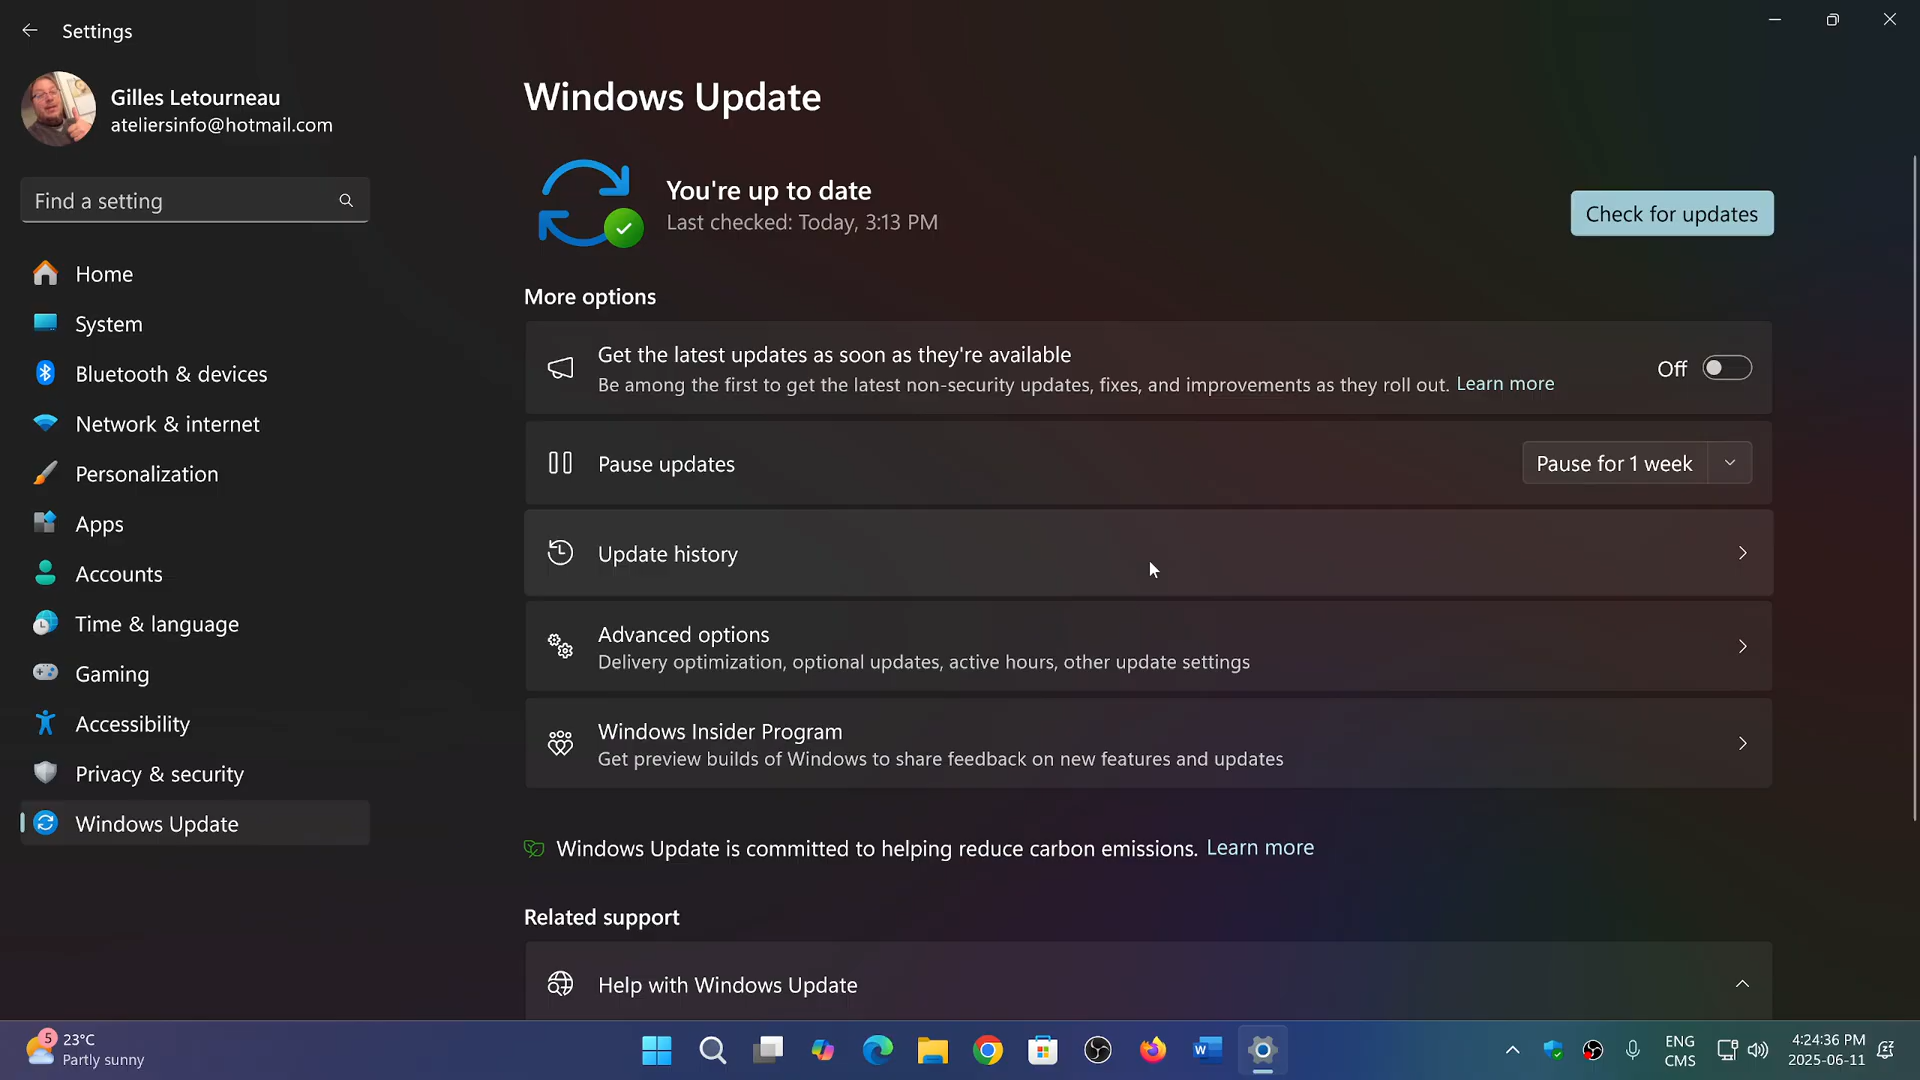 Settings
Gilles Letourneau
ateliersinfo@hotmail.com
Find a setting
Home
System
Bluetooth & devices
Network & internet
Personalization
Apps
Accounts
Time & language
Gaming
Accessibility
Privacy & security
Windows Update
Windows Update
You're up to date
Last checked: Today, 3:13 PM
Check for updates
More options
Get the latest updates as soon as they're available
Be among the first to get the latest non-security updates, fixes, and improvements as they roll out. Learn more
Off
Pause updates
Pause for 1 week
Update history
Advanced options
Delivery optimization, optional updates, active hours, other update settings
Windows Insider Program
Get preview builds of Windows to share feedback on new features and updates
Windows Update is committed to helping reduce carbon emissions. Learn more
Related support
Help with Windows Update
5
23°C
Partly sunny
W
ENG
CMS
4:24:36 PM
2025-06-11